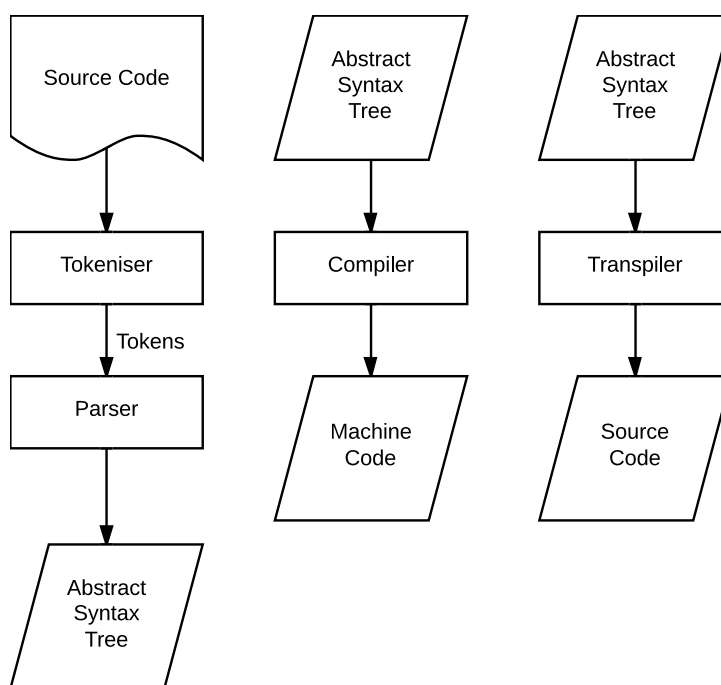 Source Code
Tokeniser
Tokens
Parser
Abstract
Syntax
Tree
Abstract
Syntax
Tree
Compiler
Machine
Code
Abstract
Syntax
Tree
Transpiler
Source
Code